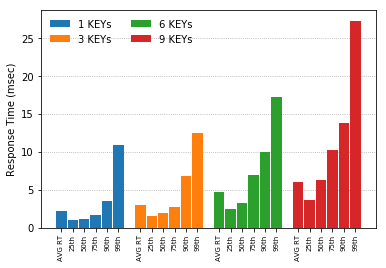 1 KEYs
3 KEYs
6 KEYs
9 KEYs
Response Time (msec)
25
20
15
10
5
0
AVG RT
25th
50th
75th
90th
99th
AVG RT
25th
50th
75th
90th
99th
AVG RT
25th
50th
75th
90th
99th
AVG RT
25th
50th
75th
90th
99th